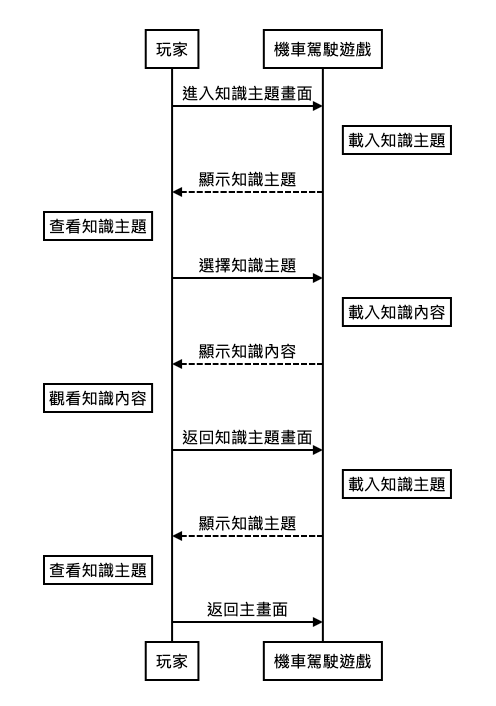 玩家
機車駕駛遊戲
進入知識主題畫面
載入知識主題
顯示知識主題
查看知識主題
選擇知識主題
載入知識內容
顯示知識內容
觀看知識內容
返回知識主題畫面
載入知識主題
顯示知識主題
查看知識主題
返回主畫面
玩家
機車駕駛遊戲